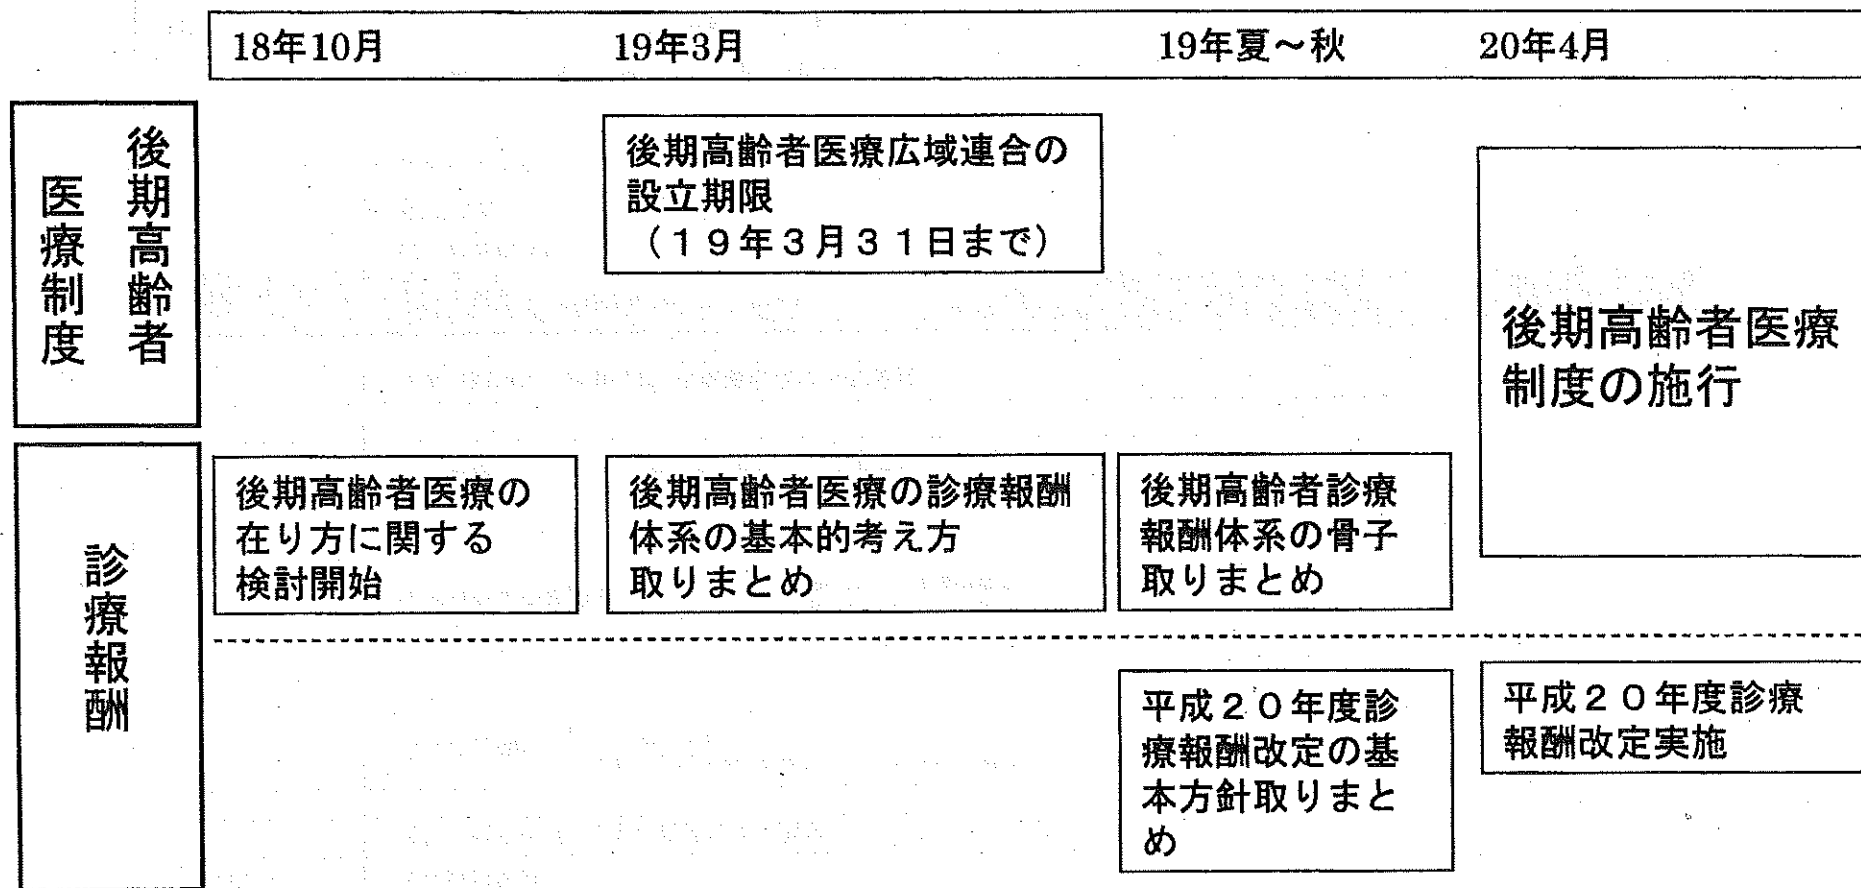 18年10月
19年3月
19年夏～秋
20年4月
後期高齢者
医療制度
後期高齢者医療広域連合の
設立期限
（１９年３月３１日まで）
後期高齢者医療
制度の施行
診療報酬
後期高齢者医療の
在り方に関する
検討開始
後期高齢者医療の診療報酬
体系の基本的考え方
取りまとめ
後期高齢者診療
報酬体系の骨子
取りまとめ
平成２０年度診
療報酬改定の基
本方針取りまと
め
平成２０年度診療
報酬改定実施